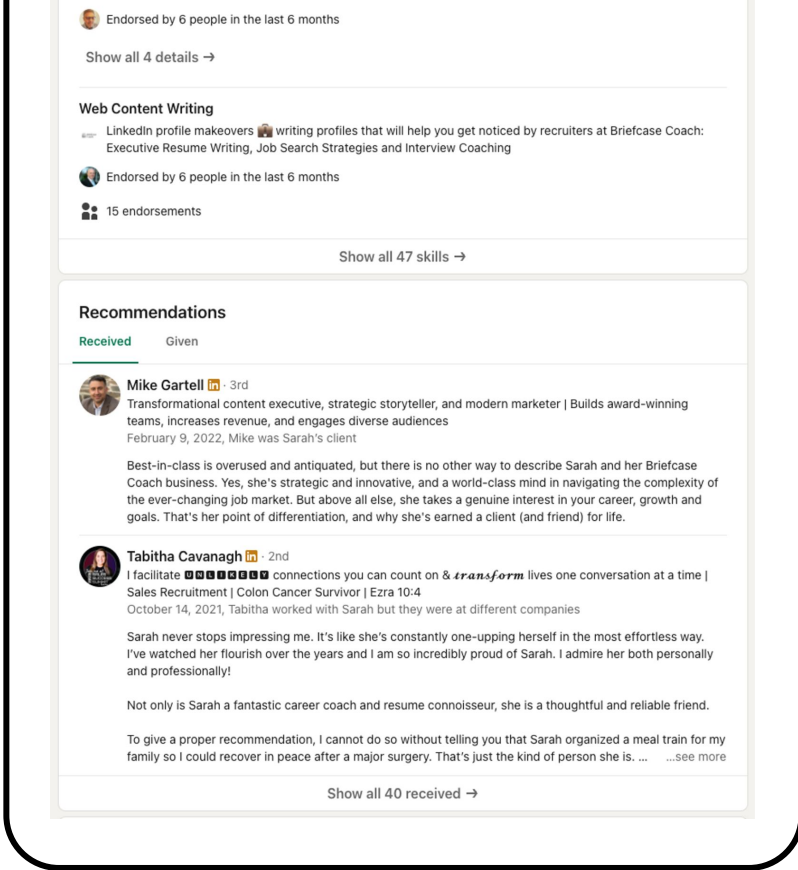 Endorsed by 6 people in the last 6 months
Show all 4 details →
Web Content Writing
LinkedIn profile makeovers 💼 writing profiles that will help you get noticed by recruiters at Briefcase Coach:
Executive Resume Writing, Job Search Strategies and Interview Coaching
Endorsed by 6 people in the last 6 months
15 endorsements
Show all 47 skills →
Recommendations
Received Given
Mike Gartell in · 3rd
Transformational content executive, strategic storyteller, and modern marketer | Builds award-winning
teams, increases revenue, and engages diverse audiences
February 9, 2022, Mike was Sarah's client
Best-in-class is overused and antiquated, but there is no other way to describe Sarah and her Briefcase
Coach business. Yes, she's strategic and innovative, and a world-class mind in navigating the complexity of
the ever-changing job market. But above all else, she takes a genuine interest in your career, growth and
goals. That's her point of differentiation, and why she's earned a client (and friend) for life.
Tabitha Cavanagh in · 2nd
I facilitate 🆄🅽🅻🅸🅺🅴🅻🆈 connections you can count on & 𝓽𝓻𝓪𝓷𝓼𝓯𝓸𝓻𝓶 lives one conversation at a time |
Sales Recruitment | Colon Cancer Survivor | Ezra 10:4
October 14, 2021, Tabitha worked with Sarah but they were at different companies
Sarah never stops impressing me. It's like she's constantly one-upping herself in the most effortless way.
I've watched her flourish over the years and I am so incredibly proud of Sarah. I admire her both personally
and professionally!
Not only is Sarah a fantastic career coach and resume connoisseur, she is a thoughtful and reliable friend.
To give a proper recommendation, I cannot do so without telling you that Sarah organized a meal train for my
family so I could recover in peace after a major surgery. That's just the kind of person she is. ... ...see more
Show all 40 received →